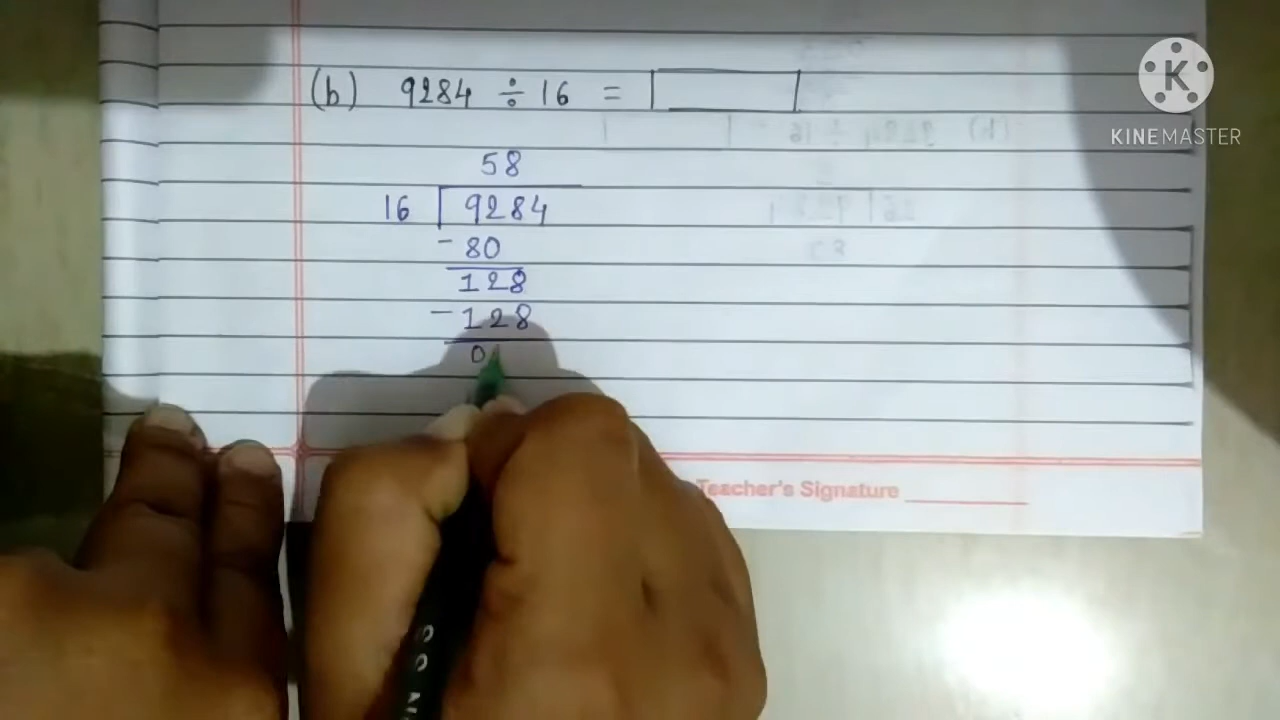 (b) 9284 ÷ 16 =
58
16 9284
- 80
128
- 128
0
Teacher's Signature
K
KINEMASTER